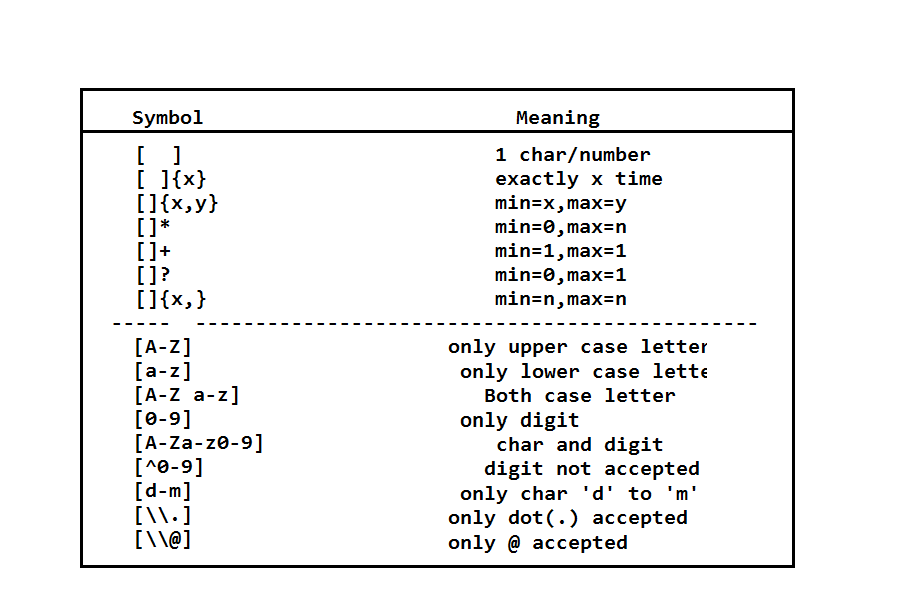 Symbol Meaning
[ ] 1 char/number
[ ]{x} exactly x time
[]{x,y} min=x,max=y
[]* min=0,max=n
[]+ min=1,max=1
[]? min=0,max=1
[]{x,} min=n,max=n
----- -----------------------------------------------
[A-Z] only upper case letter
[a-z] only lower case lette
[A-Z a-z] Both case letter
[0-9] only digit
[A-Za-z0-9] char and digit
[^0-9] digit not accepted
[d-m] only char 'd' to 'm'
[\\.] only dot(.) accepted
[\\@] only @ accepted